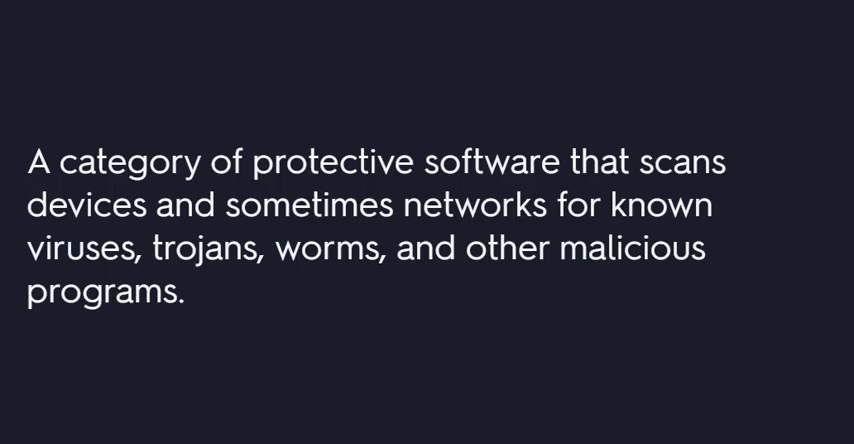 A category of protective software that scans
devices and sometimes networks for known
viruses, trojans, worms, and other malicious
programs.